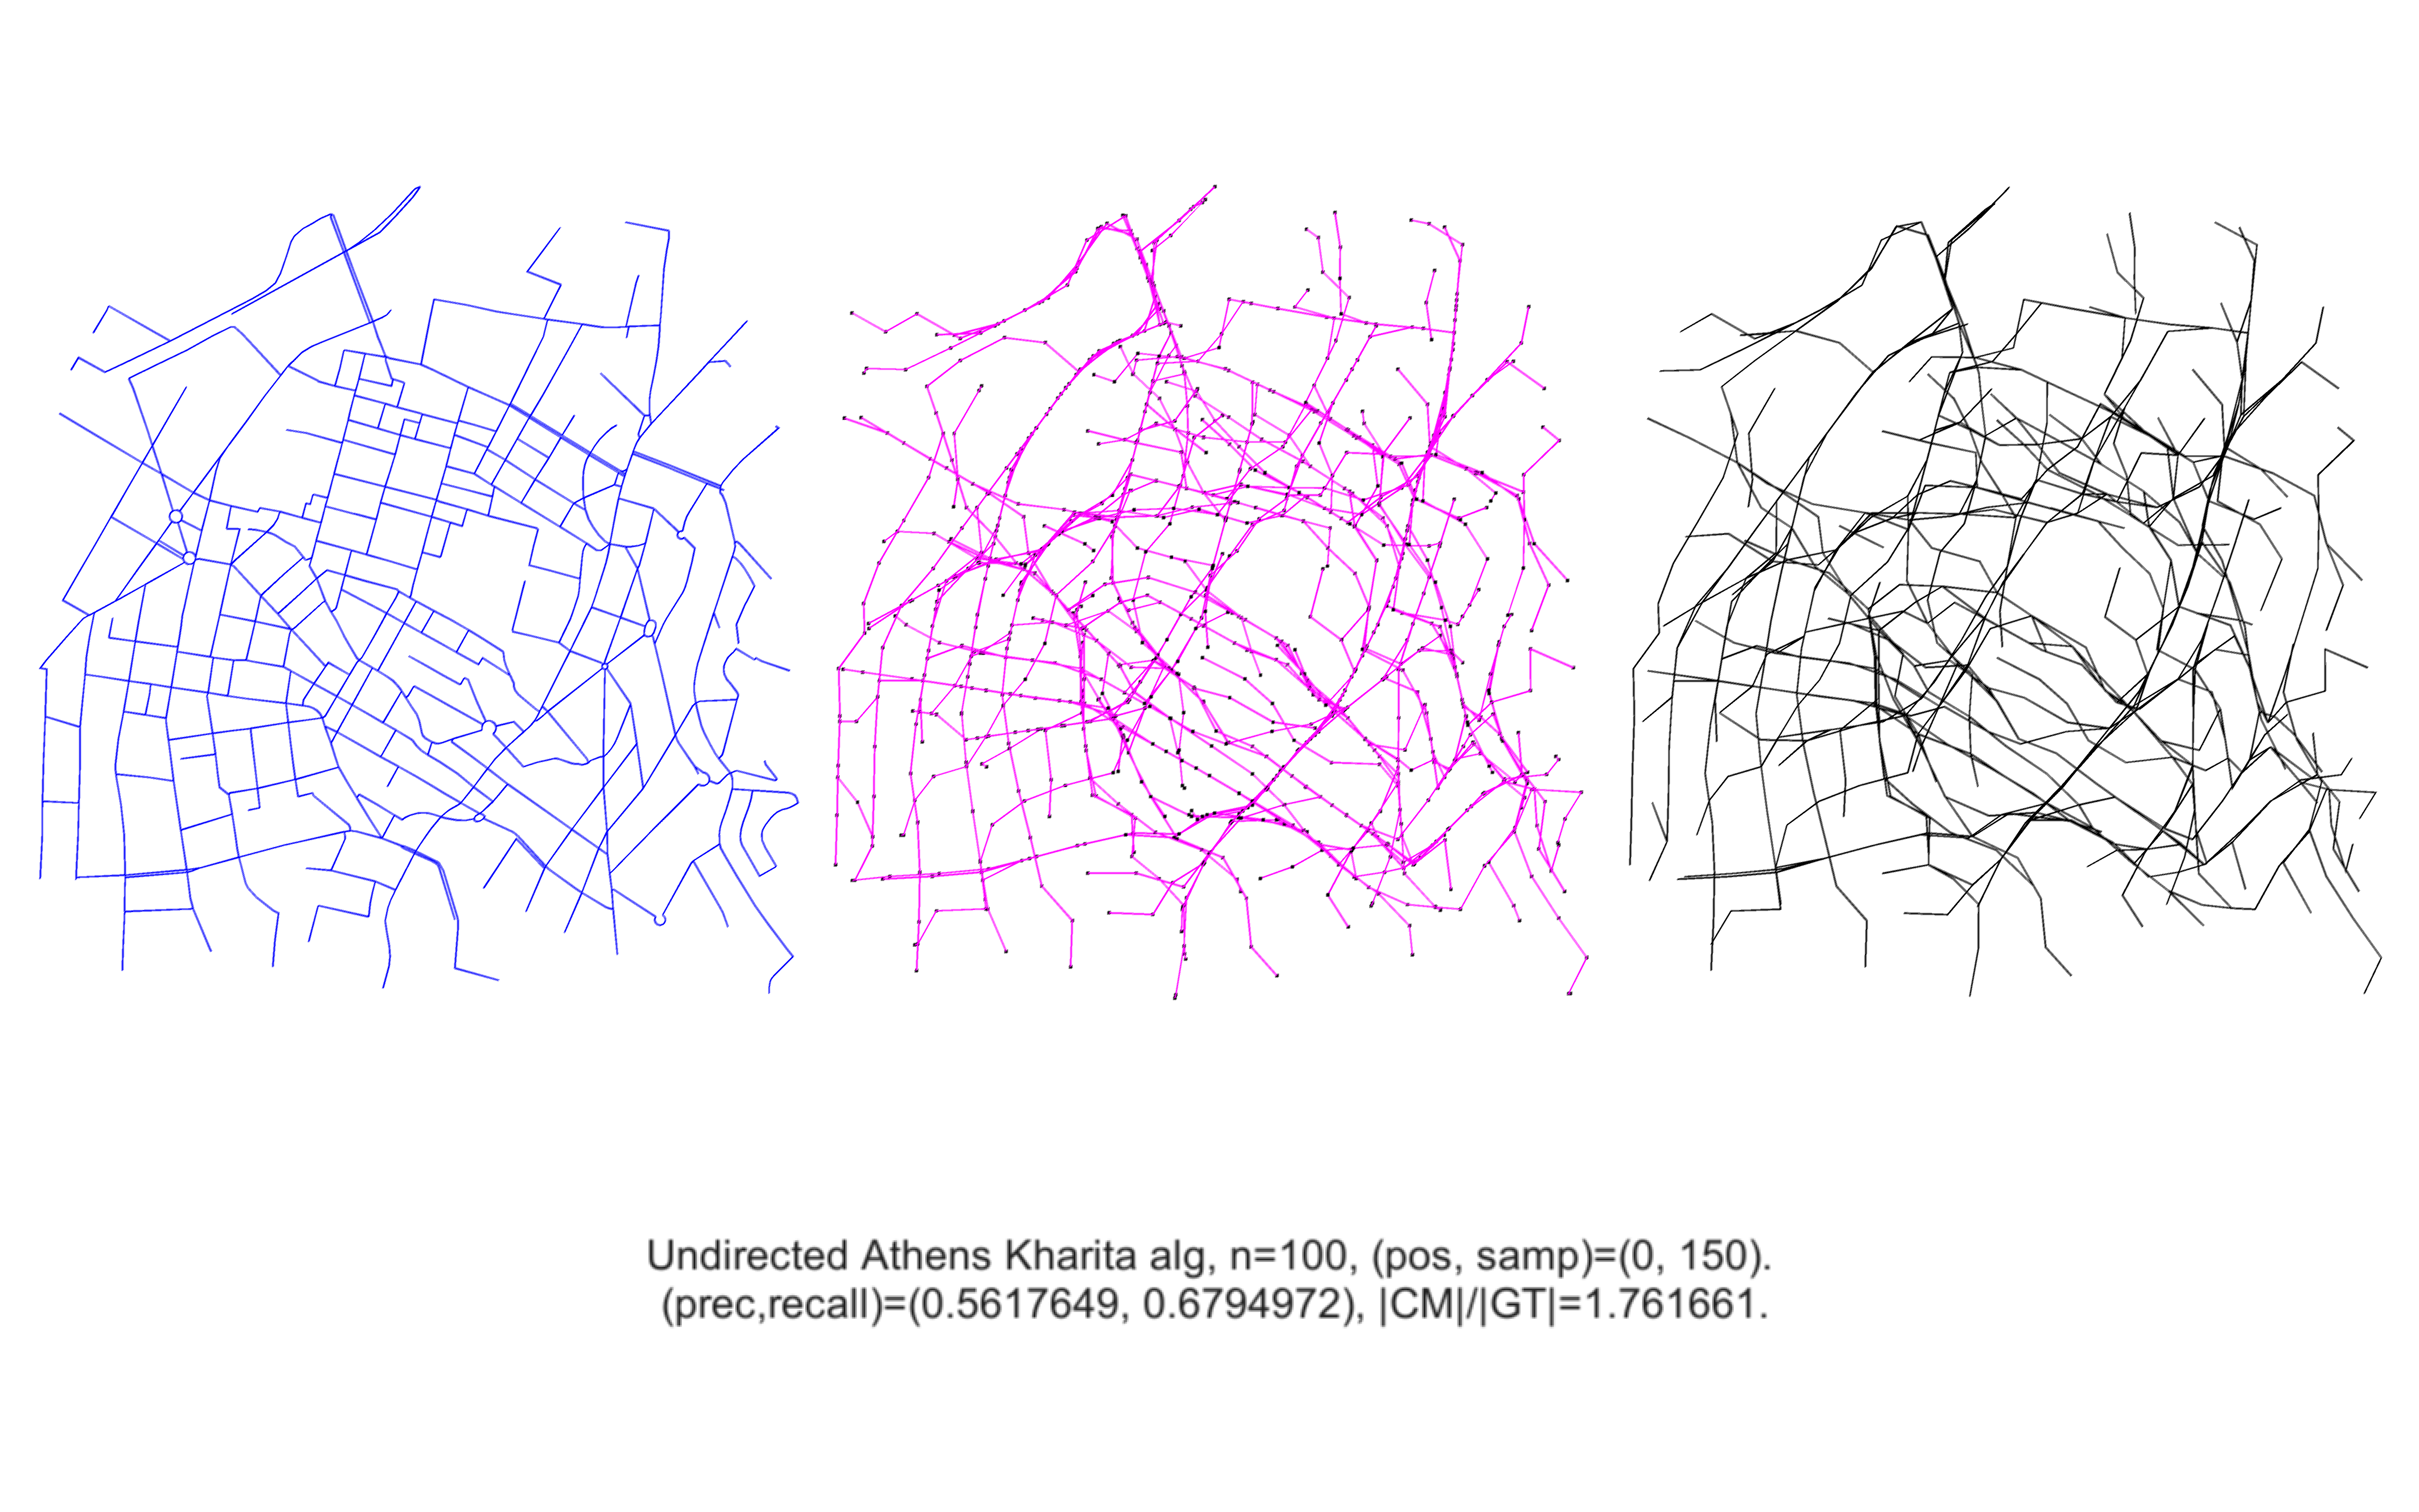 Undirected Athens Kharita alg, n=100, (pos, samp)=(0, 150).
(prec,recall)=(0.5617649, 0.6794972), |CM|/|GT|=1.761661.